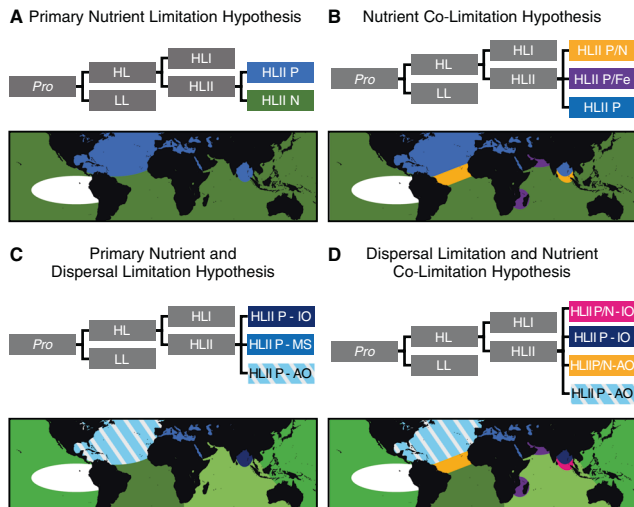 A Primary Nutrient Limitation Hypothesis
Pro
HL
LL
HLI
HLII
HLII P
HLII N
B Nutrient Co-Limitation Hypothesis
Pro
HL
LL
HLI
HLII
HLII P/N
HLII P/Fe
HLII P
C Primary Nutrient and
Dispersal Limitation Hypothesis
Pro
HL
LL
HLI
HLII
HLII P - IO
HLII P - MS
HLII P - AO
D Dispersal Limitation and Nutrient
Co-Limitation Hypothesis
Pro
HL
LL
HLI
HLII
HLII P/N - IO
HLII P - IO
HLII P/N - AO
HLII P - AO